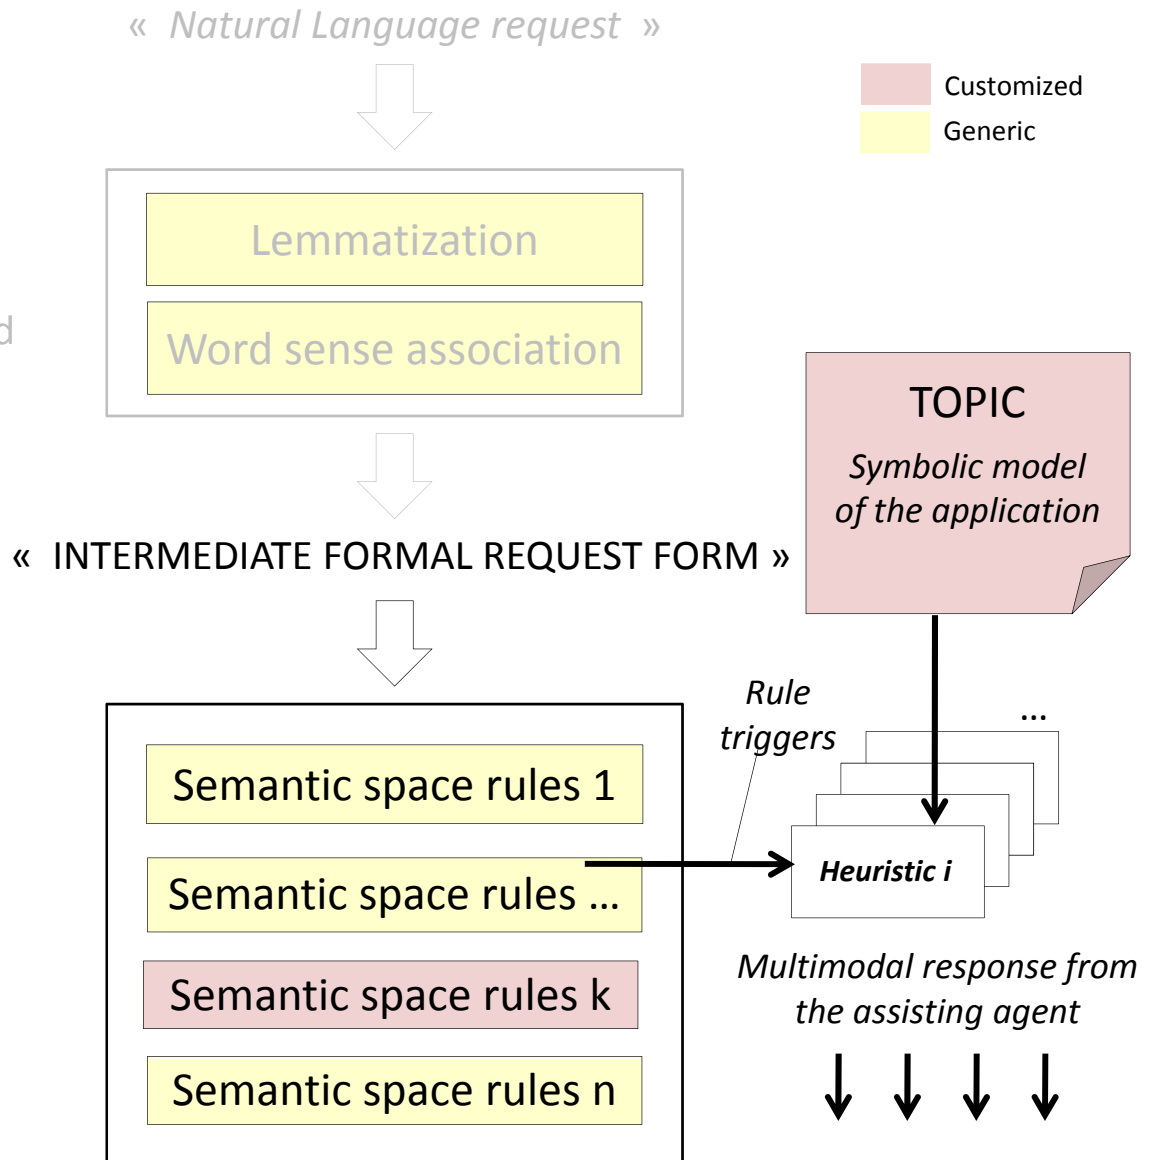 « Natural Language request »
Customized
Generic
Lemmatization
Word sense association
d
TOPIC
Symbolic model
of the application
« INTERMEDIATE FORMAL REQUEST FORM »
Rule
triggers
...
Semantic space rules 1
Semantic space rules ...
Heuristic i
Semantic space rules k
Semantic space rules n
Multimodal response from
the assisting agent